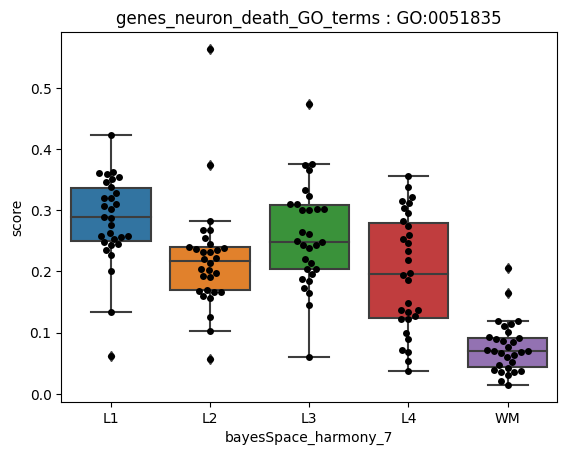 genes_neuron_death_GO_terms : GO:0051835
score
0.5
0.4
0.3
0.2
0.1
0.0
L1 L2 L3 L4 WM
bayesSpace_harmony_7